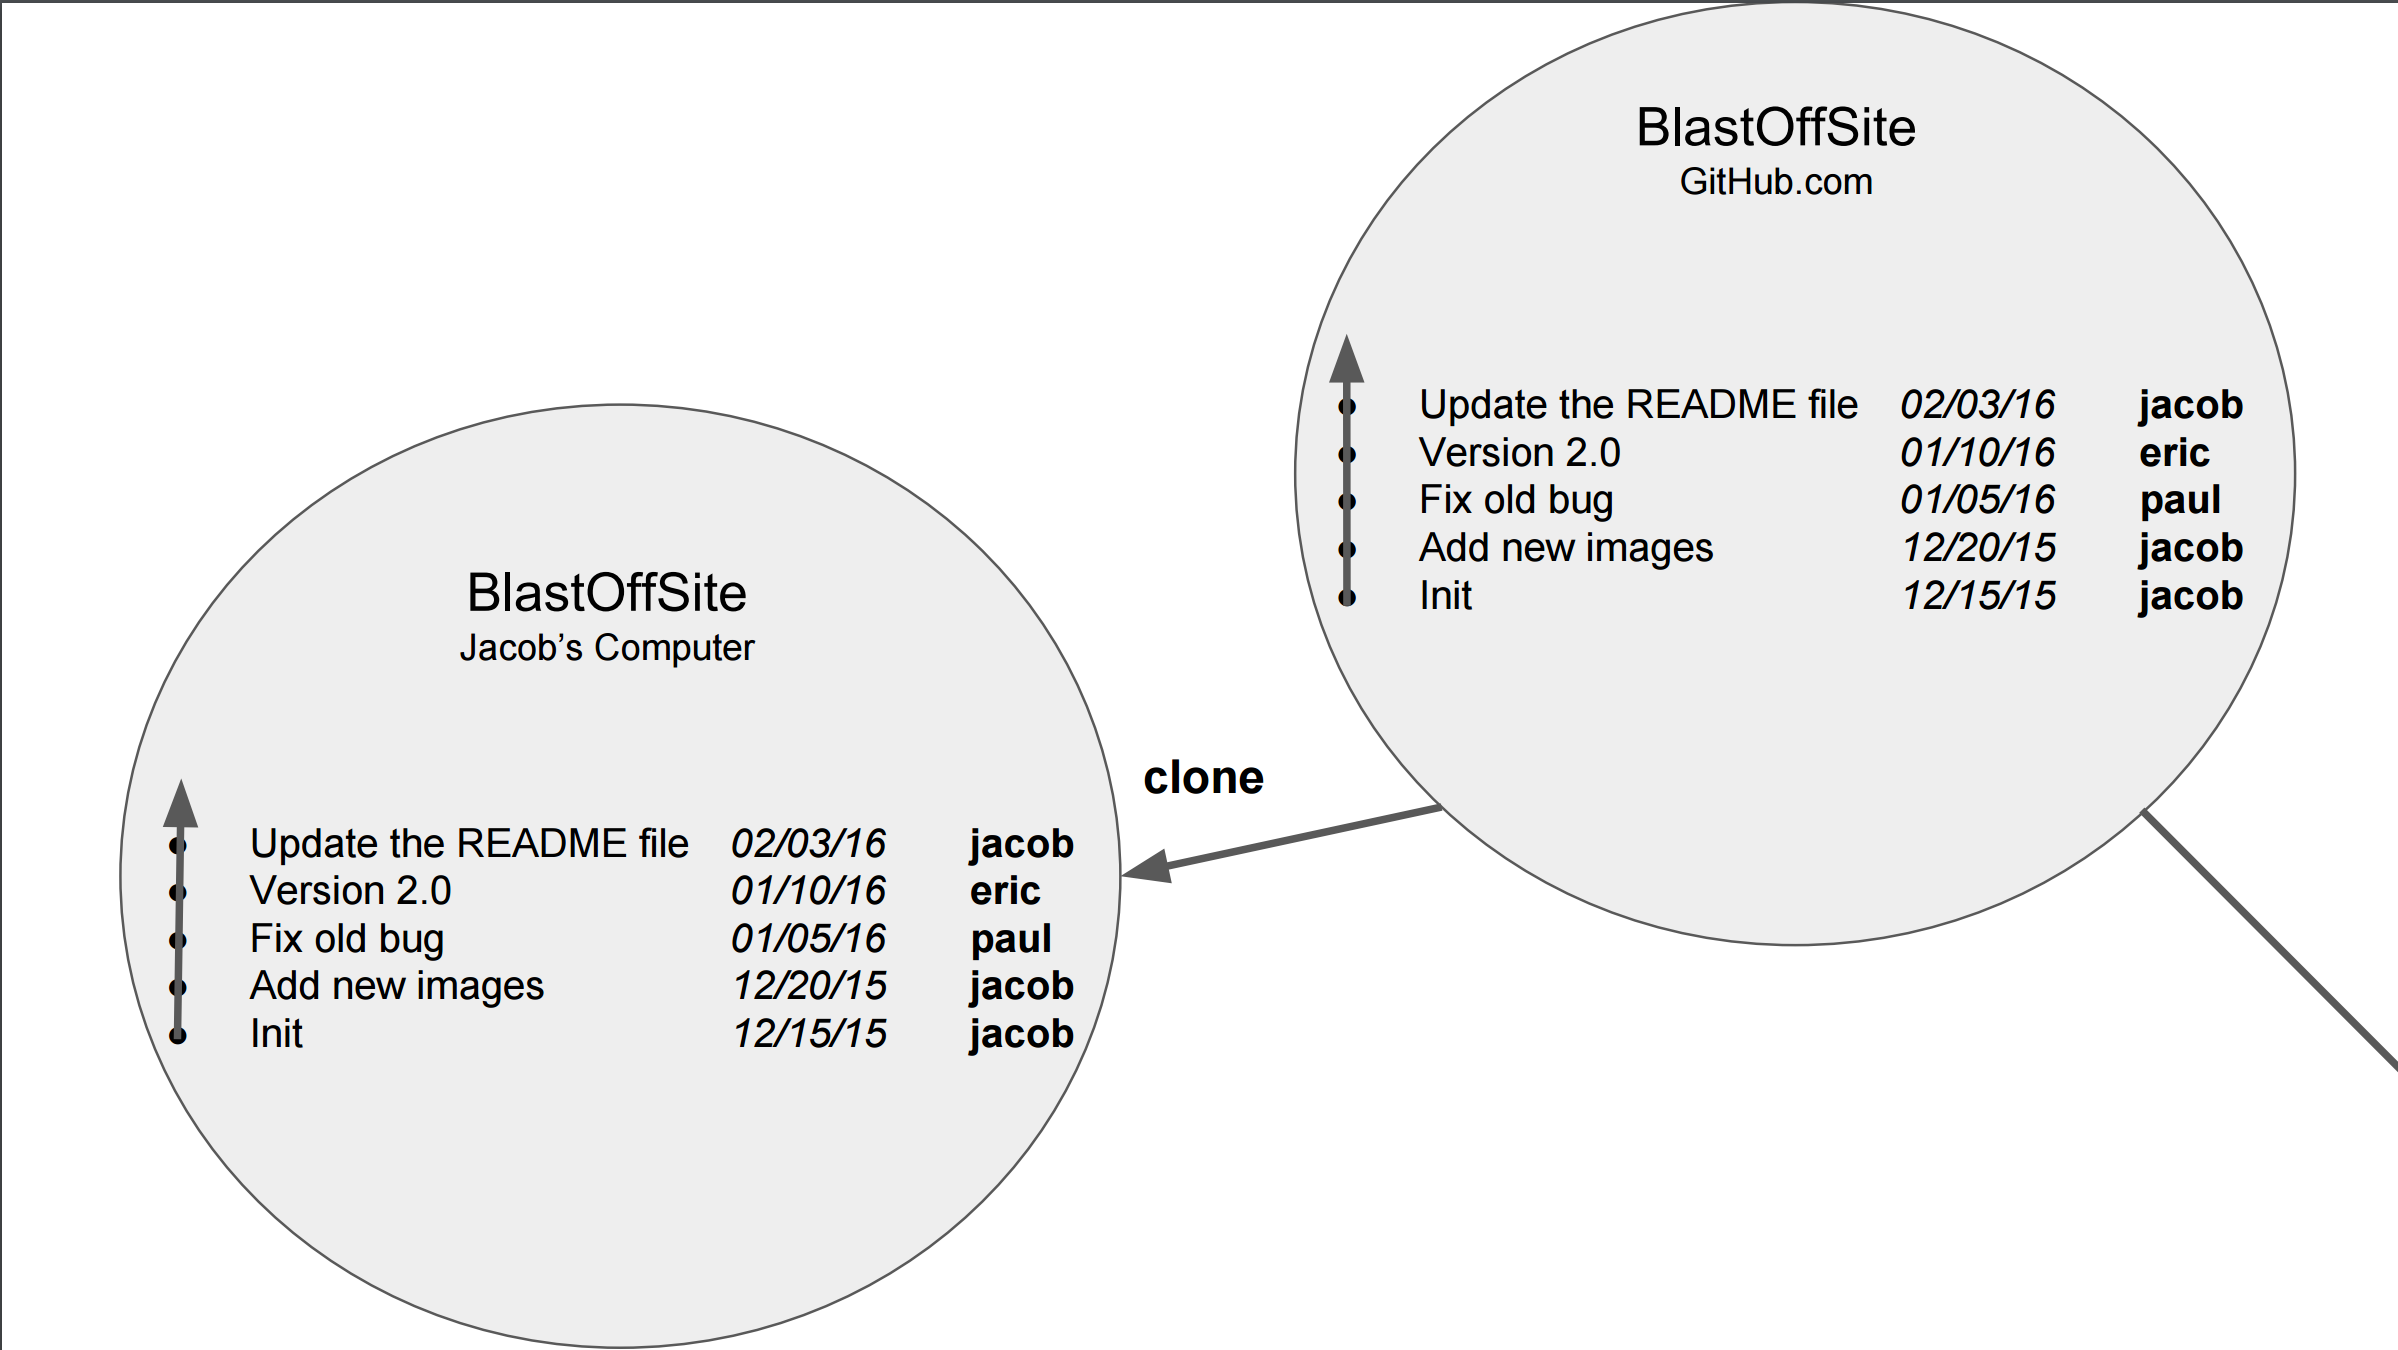 BlastOffSite
GitHub.com
Update the README file 02/03/16 jacob
Version 2.0 01/10/16 eric
Fix old bug 01/05/16 paul
Add new images 12/20/15 jacob
Init 12/15/15 jacob
BlastOffSite
Jacob’s Computer
clone
Update the README file 02/03/16 jacob
Version 2.0 01/10/16 eric
Fix old bug 01/05/16 paul
Add new images 12/20/15 jacob
Init 12/15/15 jacob